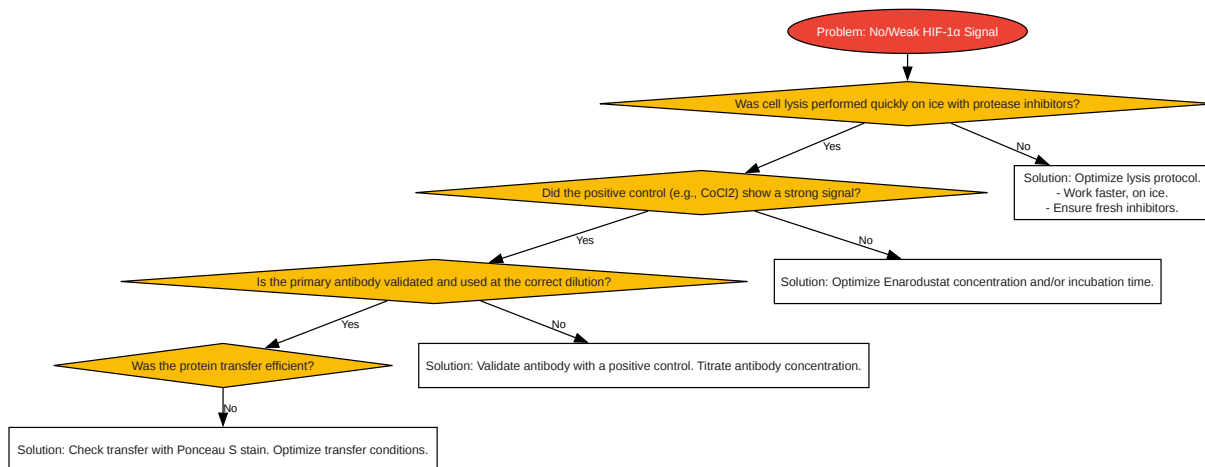 Problem: No/Weak HIF-1α Signal
Was cell lysis performed quickly on ice with protease inhibitors?
Yes
No
Solution: Optimize lysis protocol.
- Work faster, on ice.
- Ensure fresh inhibitors.
Did the positive control (e.g., CoCl2) show a strong signal?
Yes
No
Solution: Optimize Enarodustat concentration and/or incubation time.
Is the primary antibody validated and used at the correct dilution?
Yes
No
Solution: Validate antibody with a positive control. Titrate antibody concentration.
Was the protein transfer efficient?
No
Solution: Check transfer with Ponceau S stain. Optimize transfer conditions.